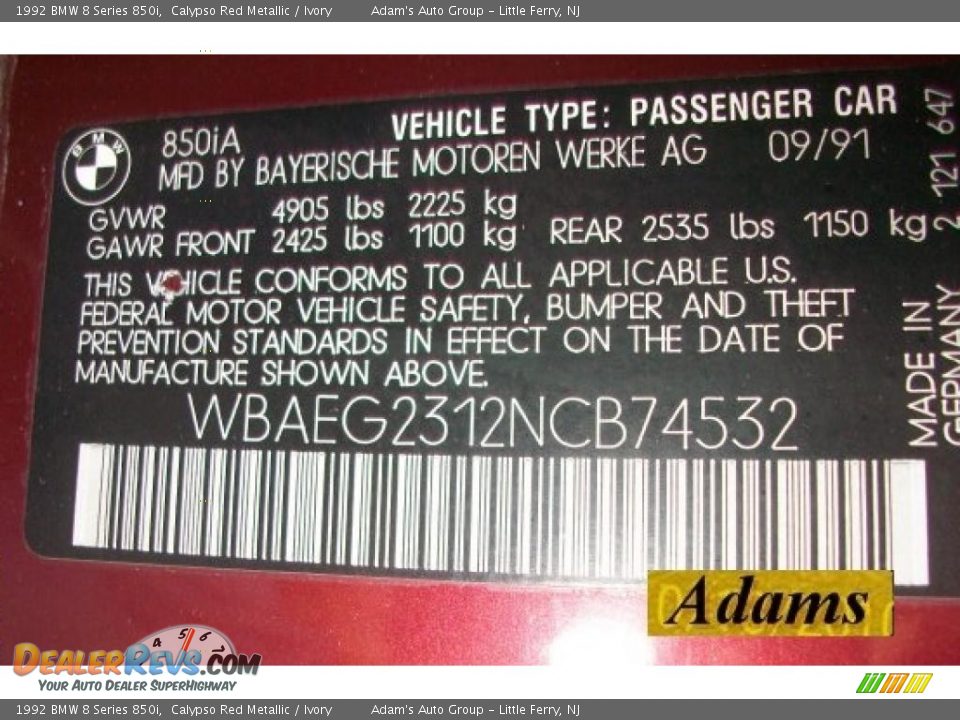 1992 BMW 8 Series 850i, Calypso Red Metallic / Ivory Adam's Auto Group - Little Ferry, NJ
BMW
850iA VEHICLE TYPE: PASSENGER CAR
MFD BY BAYERISCHE MOTOREN WERKE AG 09/91
GVWR 4905 lbs 2225 kg
GAWR FRONT 2425 lbs 1100 kg REAR 2535 lbs 1150 kg
THIS VEHICLE CONFORMS TO ALL APPLICABLE U.S.
FEDERAL MOTOR VEHICLE SAFETY, BUMPER AND THEFT
PREVENTION STANDARDS IN EFFECT ON THE DATE OF
MANUFACTURE SHOWN ABOVE.
WBAEG2312NCB74532
2 121 647
MADE IN
GERMANY
Adams
4 5 6 7
DEALERREVS.COM
YOUR AUTO DEALER SUPERHIGHWAY
1992 BMW 8 Series 850i, Calypso Red Metallic / Ivory Adam's Auto Group - Little Ferry, NJ